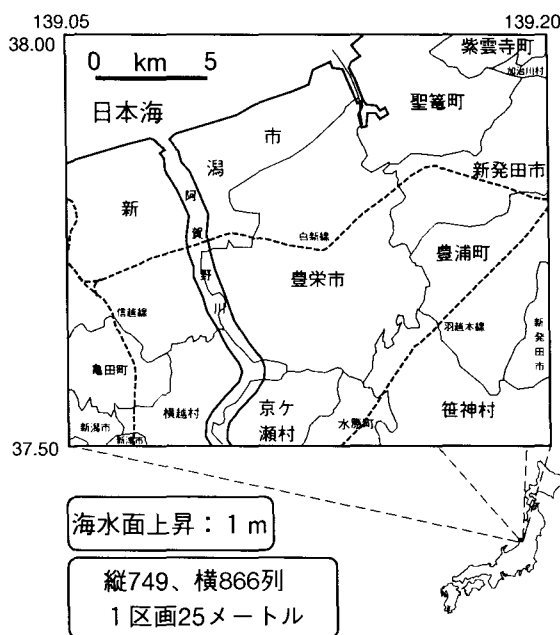 139.05
139.20
38.00
0 km 5
紫雲寺町
加治川村
日本海
聖籠町
市
潟
新発田市
新
阿
賀
白新線
豊浦町
野
豊栄市
川
信越線
羽越本線
新発田市
亀田町
横越村
京ヶ
瀬村
水原町
笹神村
新潟市
新潟市
37.50
海水面上昇：1m
縦749、横866列
1区画25メートル